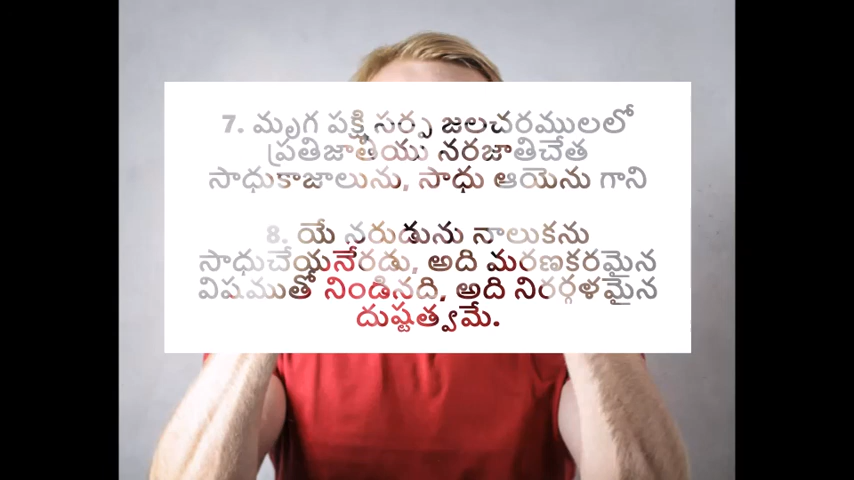 7. మృగ పక్షి సర్ప జలచరములలో
ప్రతిజాతియు నరజాతిచేత
సాధుకాజాలును, సాధు ఆయెను గాని
8. యే నరుడును నాలుకను
సాధుచేయనేరడు, అది మరణకరమైన
విషముతో నిండినది, అది నిరర్గళమైన
దుష్టత్వమే.